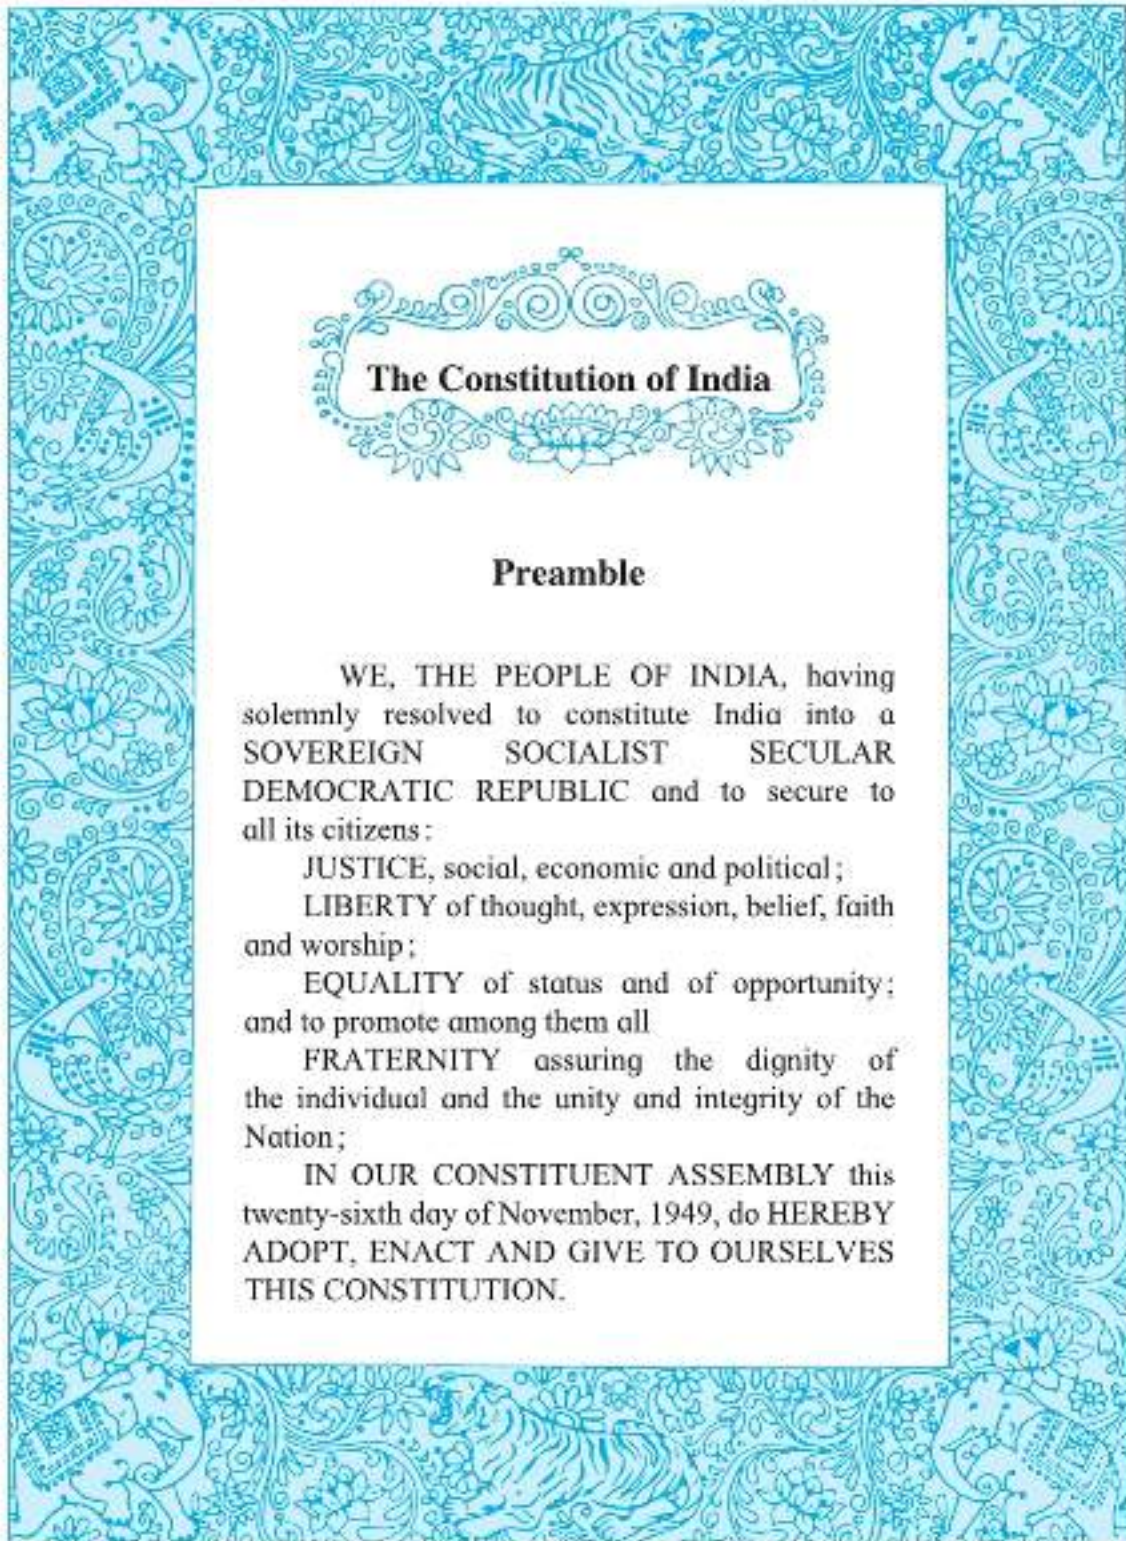 The Constitution of India
Preamble
WE, THE PEOPLE OF INDIA, having
solemnly resolved to constitute India into a
SOVEREIGN SOCIALIST SECULAR
DEMOCRATIC REPUBLIC and to secure to
all its citizens :
JUSTICE, social, economic and political ;
LIBERTY of thought, expression, belief, faith
and worship ;
EQUALITY of status and of opportunity ;
and to promote among them all
FRATERNITY assuring the dignity of
the individual and the unity and integrity of the
Nation ;
IN OUR CONSTITUENT ASSEMBLY this
twenty-sixth day of November, 1949, do HEREBY
ADOPT, ENACT AND GIVE TO OURSELVES
THIS CONSTITUTION.